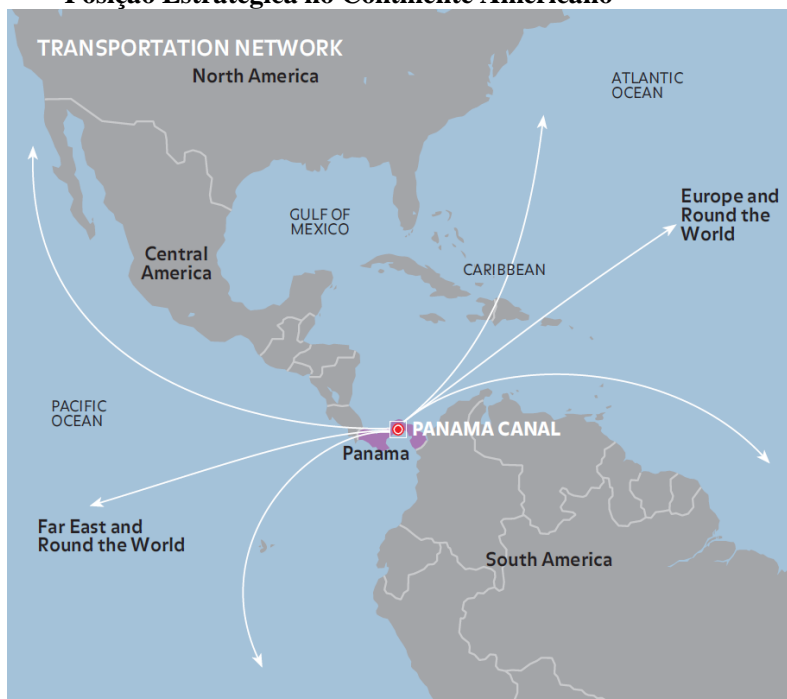 Posição Estratégica no Continente Americano
TRANSPORTATION NETWORK
North America
ATLANTIC
OCEAN
Europe and
Round the
World
GULF OF
MEXICO
Central
America
CARIBBEAN
PACIFIC
OCEAN
PANAMA CANAL
Panama
Far East and
Round the World
South America